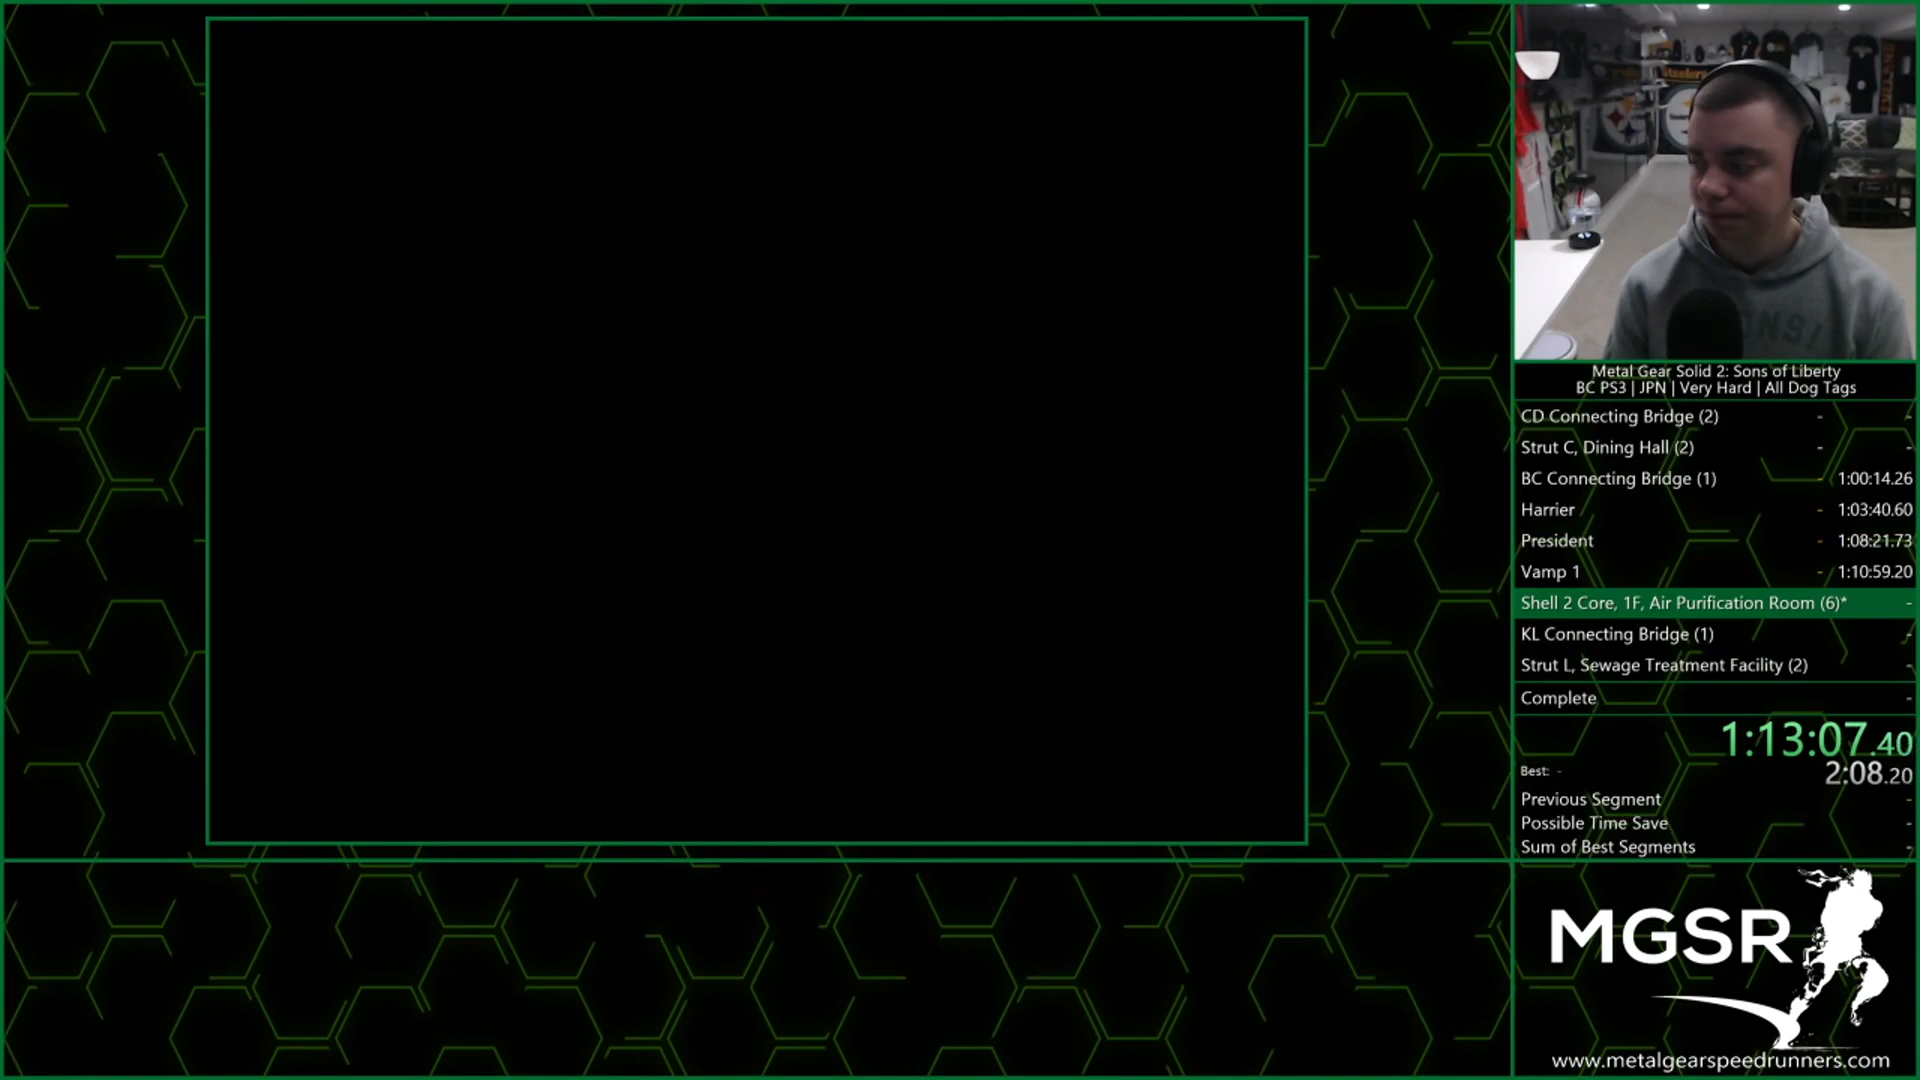 Steelers
Metal Gear Solid 2: Sons of Liberty
BC PS3 | JPN | Very Hard | All Dog Tags
CD Connecting Bridge (2) - -
Strut C, Dining Hall (2) - -
BC Connecting Bridge (1) - 1:00:14.26
Harrier - 1:03:40.60
President - 1:08:21.73
Vamp 1 - 1:10:59.20
Shell 2 Core, 1F, Air Purification Room (6)* -
KL Connecting Bridge (1) -
Strut L, Sewage Treatment Facility (2) -
Complete -
1:13:07.40
Best: - 2:08.20
Previous Segment -
Possible Time Save -
Sum of Best Segments -
MGSR
www.metalgearspeedrunners.com